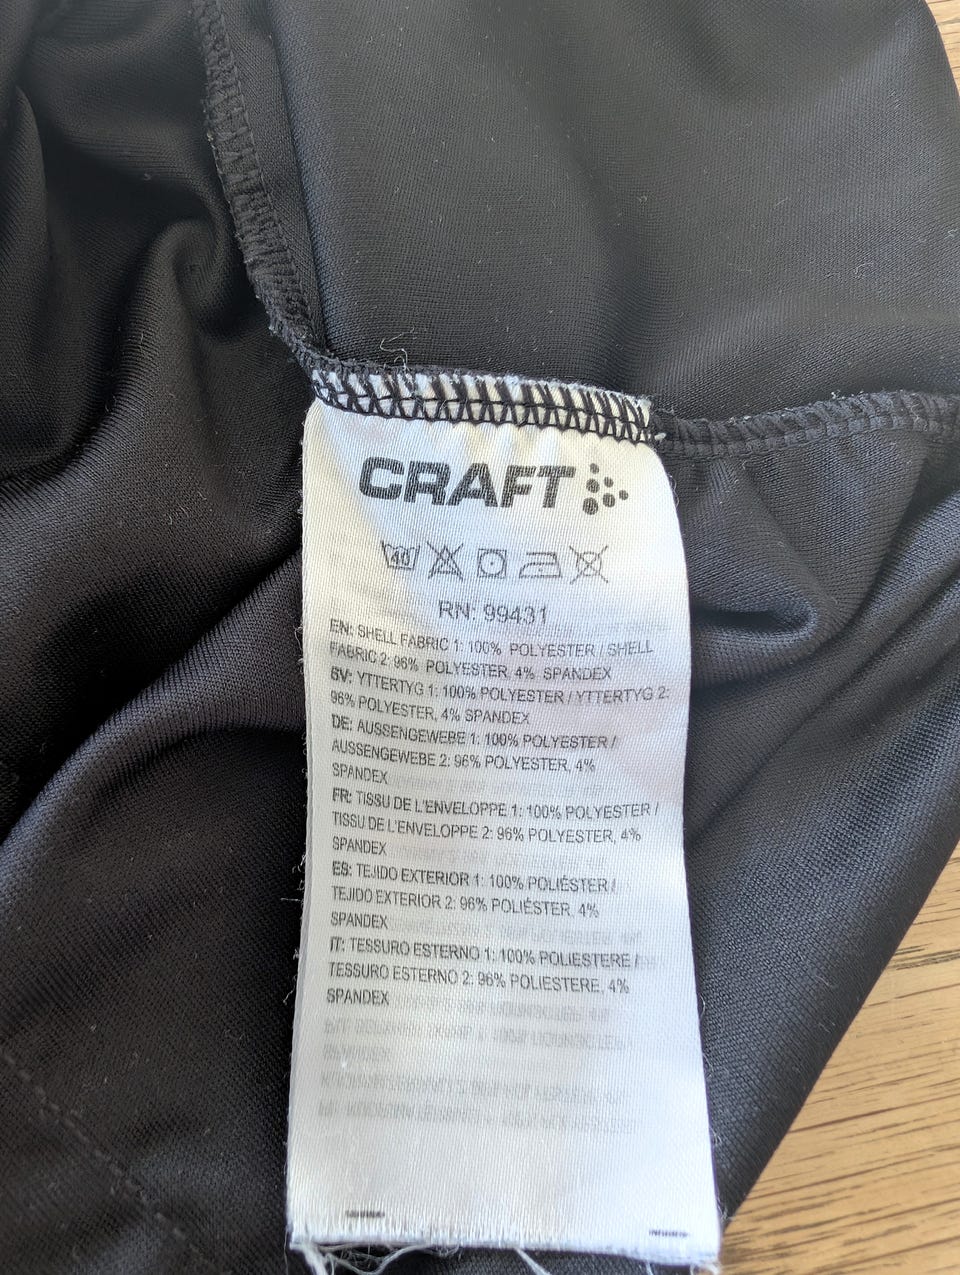 CRAFT
40
RN: 99431
EN: SHELL FABRIC 1: 100% POLYESTER / SHELL
FABRIC 2: 96% POLYESTER, 4% SPANDEX
SV: YTTERTYG 1: 100% POLYESTER / YTTERTYG 2:
96% POLYESTER, 4% SPANDEX
DE: AUSSENGEWEBE 1: 100% POLYESTER /
AUSSENGEWEBE 2: 96% POLYESTER, 4%
SPANDEX
FR: TISSU DE L'ENVELOPPE 1: 100% POLYESTER /
TISSU DE L'ENVELOPPE 2: 96% POLYESTER, 4%
SPANDEX
ES: TEJIDO EXTERIOR 1: 100% POLIÉSTER /
TEJIDO EXTERIOR 2: 96% POLIÉSTER, 4%
SPANDEX
IT: TESSURO ESTERNO 1: 100% POLIESTERE /
TESSURO ESTERNO 2: 96% POLIESTERE, 4%
SPANDEX